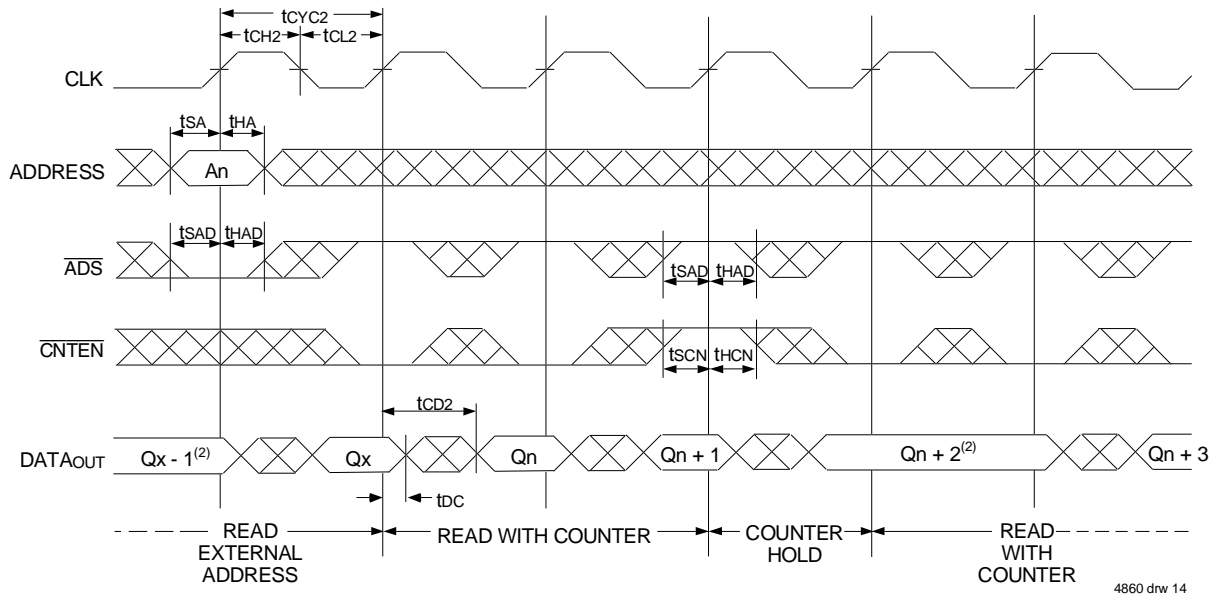 tCYC2
tCH2 tCL2
CLK
tSA tHA
ADDRESS An
tSAD tHAD
ADS
tSAD tHAD
CNTEN
tSCN tHCN
tCD2
DATAOUT Qx - 1(2) Qx Qn Qn + 1 Qn + 2(2) Qn + 3
tDC
READ EXTERNAL ADDRESS
READ WITH COUNTER
COUNTER HOLD
READ WITH COUNTER
4860 drw 14